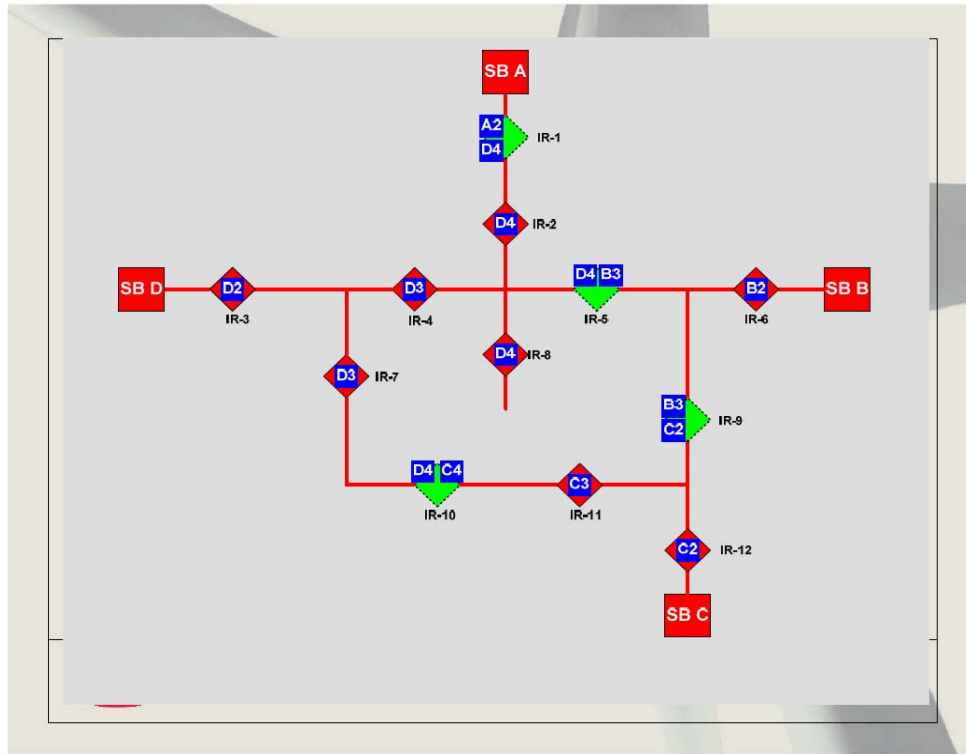 SB A
A2
D4
IR-1
D4
IR-2
SB D
D2
IR-3
D3
IR-4
D4 B3
IR-5
B2
IR-6
SB B
D3
IR-7
D4
IR-8
B3
C2
IR-9
D4 C4
IR-10
C3
IR-11
C2
IR-12
SB C